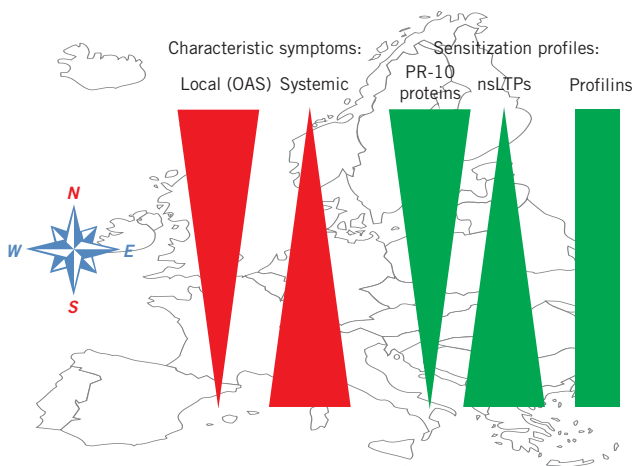 Characteristic symptoms:
Sensitization profiles:
Local (OAS)
Systemic
PR-10
proteins
nsLTPs
Profilins
N
W
E
S